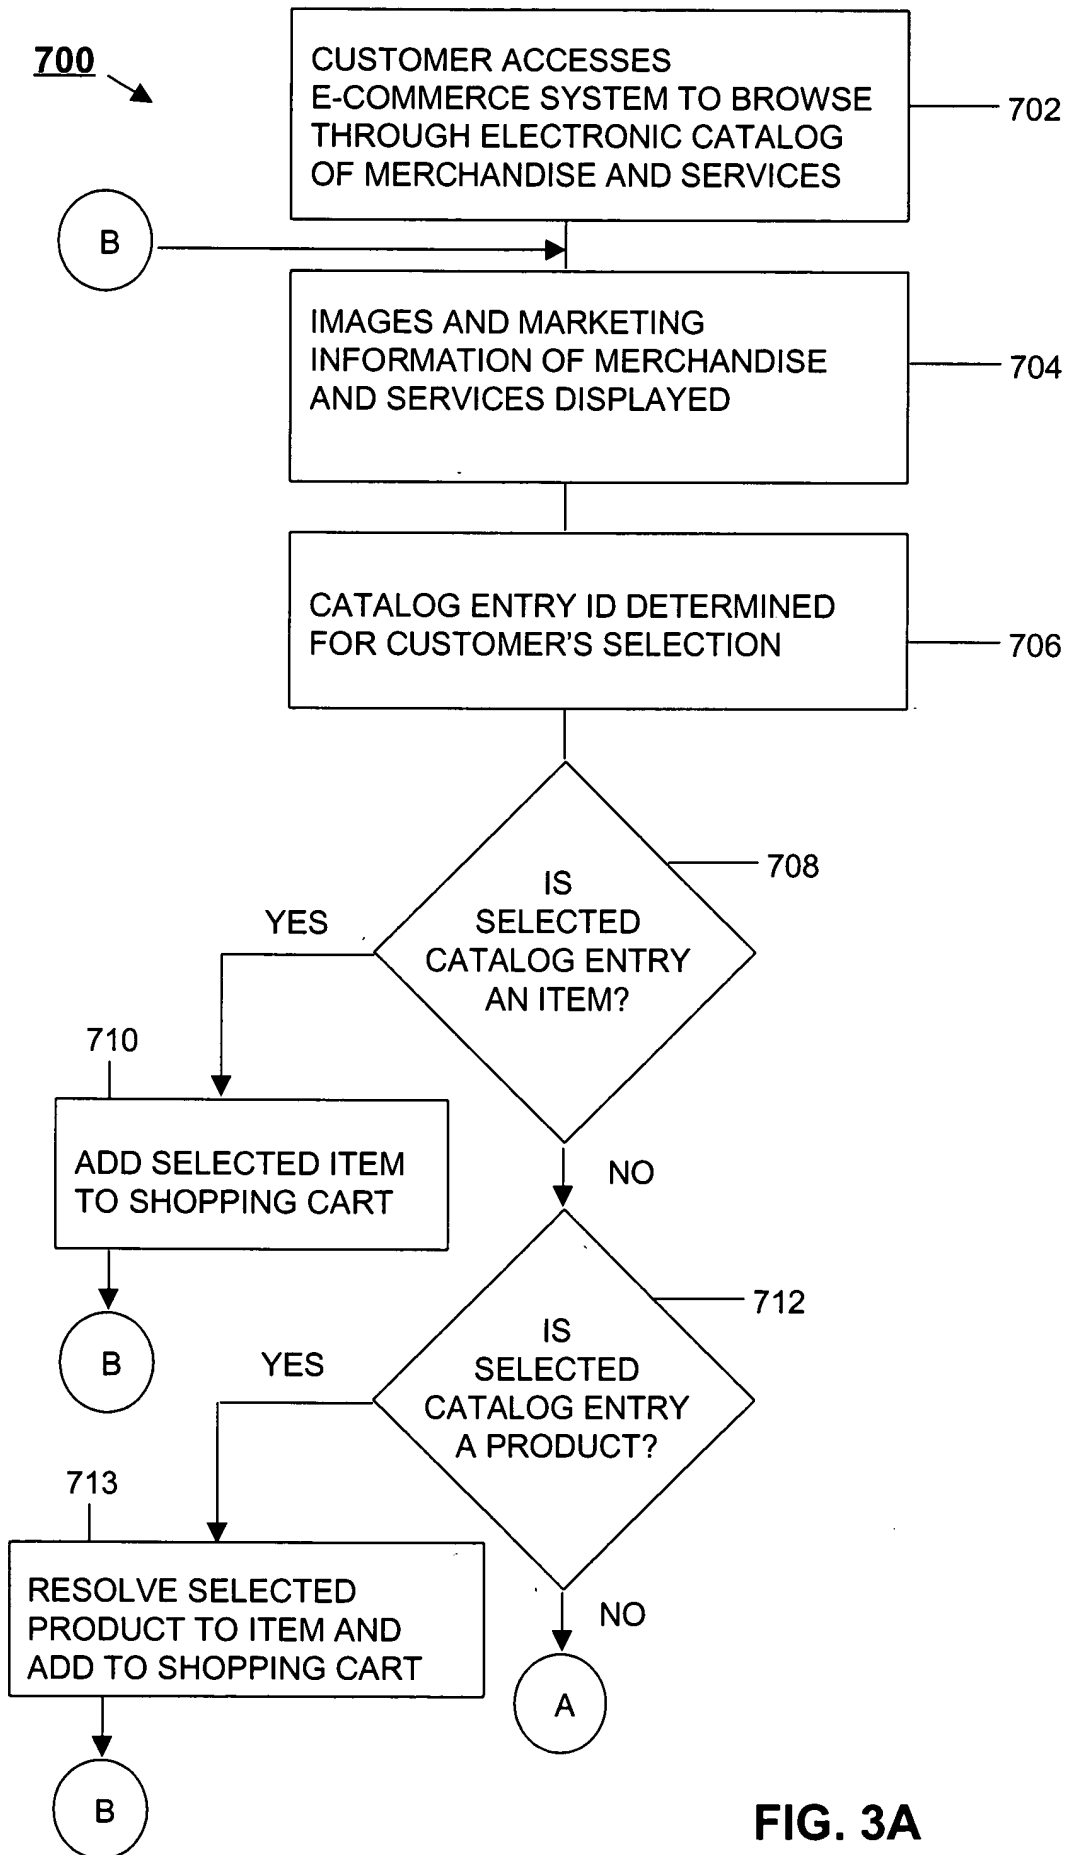 700
CUSTOMER ACCESSES
E-COMMERCE SYSTEM TO BROWSE
THROUGH ELECTRONIC CATALOG
OF MERCHANDISE AND SERVICES
702
B
IMAGES AND MARKETING
INFORMATION OF MERCHANDISE
AND SERVICES DISPLAYED
704
CATALOG ENTRY ID DETERMINED
FOR CUSTOMER'S SELECTION
706
708
IS
SELECTED
CATALOG ENTRY
AN ITEM?
YES
710
ADD SELECTED ITEM
TO SHOPPING CART
B
NO
712
IS
SELECTED
CATALOG ENTRY
A PRODUCT?
YES
713
RESOLVE SELECTED
PRODUCT TO ITEM AND
ADD TO SHOPPING CART
B
NO
A
FIG. 3A